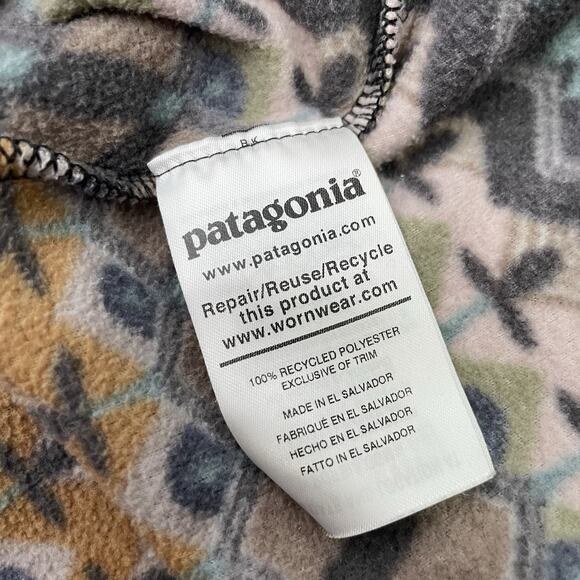 B.K
patagonia®
www.patagonia.com
Repair/Reuse/Recycle
this product at
www.wornwear.com
100% RECYCLED POLYESTER
EXCLUSIVE OF TRIM
MADE IN EL SALVADOR
FABRIQUÉ EN EL SALVADOR
HECHO EN EL SALVADOR
FATTO IN EL SALVADOR